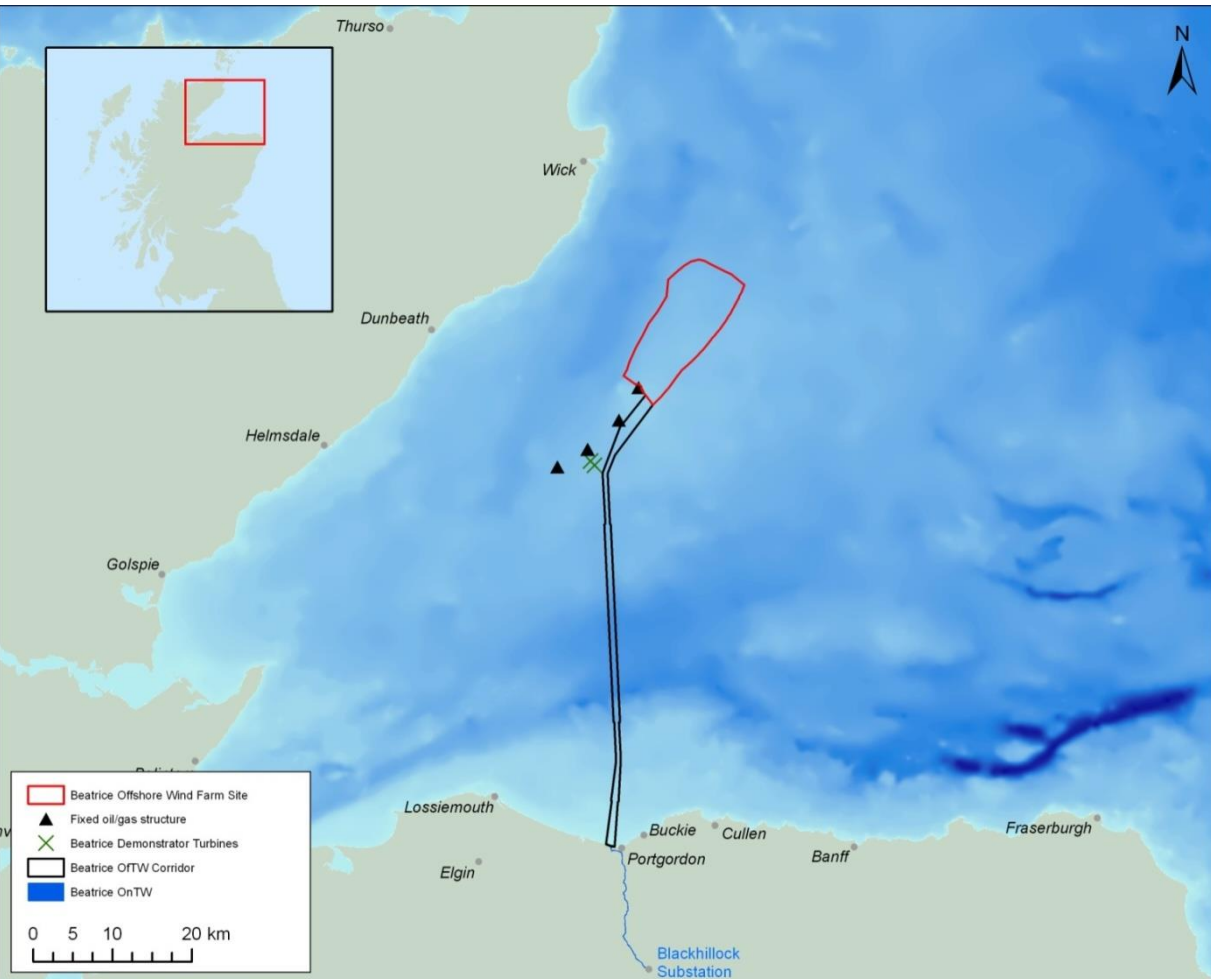 Thurso
N
Wick
Dunbeath
Helmsdale
Golspie
Lossiemouth
Buckie
Cullen
Fraserburgh
Portgordon
Banff
Elgin
Blackhillock
Substation
Beatrice Offshore Wind Farm Site
Fixed oil/gas structure
Beatrice Demonstrator Turbines
Beatrice OfTW Corridor
Beatrice OnTW
0 5 10 20 km